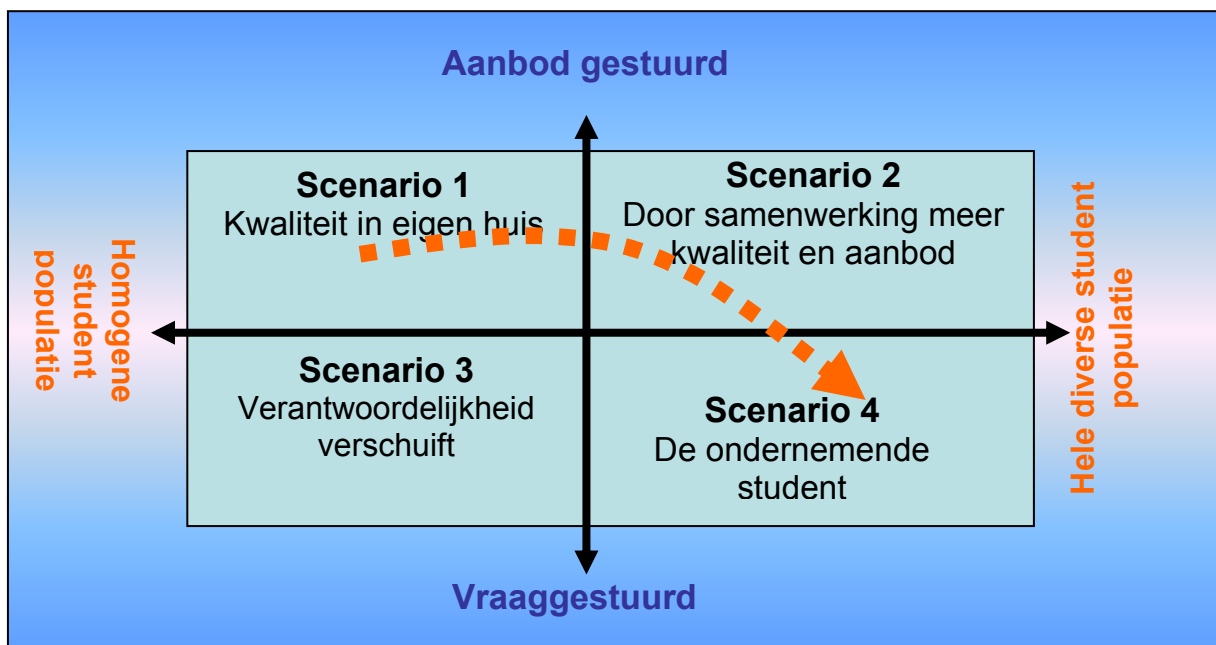 Aanbod gestuurd
Scenario 1
Kwaliteit in eigen huis
Scenario 2
Door samenwerking meer
kwaliteit en aanbod
Homogene
student
populatie
Hele diverse student
populatie
Scenario 3
Verantwoordelijkheid
verschuift
Scenario 4
De ondernemende
student
Vraaggestuurd